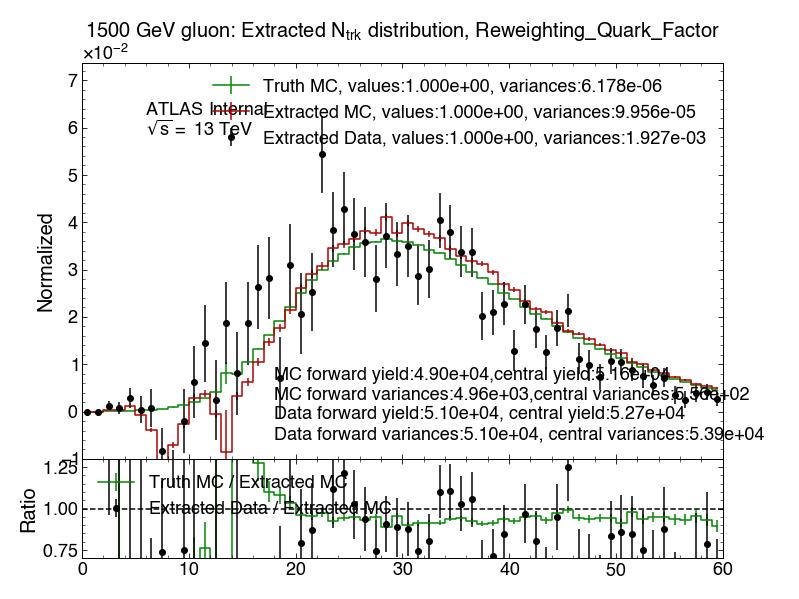 1500 GeV gluon: Extracted Ntrk distribution, Reweighting_Quark_Factor
×10−2
Truth MC, values:1.000e+00, variances:6.178e-06
ATLAS Internal
Extracted MC, values:1.000e+00, variances:9.956e-05
√s = 13 TeV
Extracted Data, values:1.000e+00, variances:1.927e-03
7
6
5
4
3
2
1
0
1
Normalized
MC forward yield:4.90e+04,central yield:5.16e+04
MC forward variances:4.96e+03,central variances:
Data forward yield:5.10e+04, central yield:5.27e+04
Data forward variances:5.10e+04, central variances:5.39e+04
Truth MC / Extracted MC
Extracted Data / Extracted MC
1.25
1.00
0.75
Ratio
0 10 20 30 40 50 60